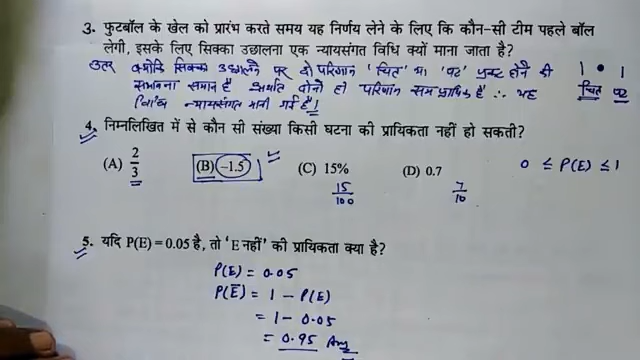 3. फुटबॉल के खेल को प्रारंभ करते समय यह निर्णय लेने के लिए कि कौन-सी टीम पहले बॉल
लेगी, इसके लिए सिक्का उछालना एक न्यायसंगत विधि क्यों माना जाता है?
उत्तर क्योंकि सिक्का उछालने पर दो परिणाम 'चित' या 'पट' प्रकट होने की
सम्भावना समान है अर्थात दोनो ही परिणाम सम प्रायिक है ∴ यह
विधि न्यायसंगत मानी गई है!
1 • 1
चित पट
4. निम्नलिखित में से कौन सी संख्या किसी घटना की प्रायिकता नहीं हो सकती?
(A) 2/3 (B) –1.5 (C) 15% (D) 0.7 0 ≤ P(E) ≤ 1
15/100 7/10
5. यदि P(E) = 0.05 है, तो 'E नहीं' की प्रायिकता क्या है?
P(E) = 0.05
P(E̅) = 1 - P(E)
= 1 - 0.05
= 0.95 Ans